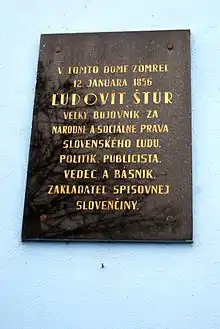 V TOMTO DOME ZOMREL
12. JANUÁRA 1856
ĽUDOVÍT ŠTÚR
VEĽKÝ BOJOVNÍK ZA
NÁRODNÉ A SOCIÁLNE PRÁVA
SLOVENSKÉHO ĽUDU,
POLITIK, PUBLICISTA,
VEDEC A BÁSNIK,
ZAKLADATEĽ SPISOVNEJ
SLOVENČINY.